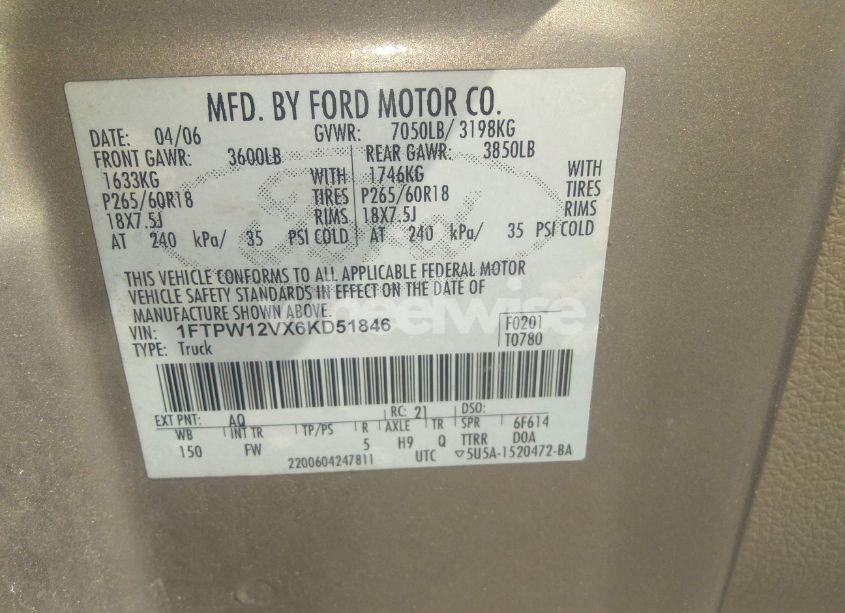 MFD. BY FORD MOTOR CO.
DATE: 04/06 GVWR: 7050LB/ 3198KG
FRONT GAWR: 3600LB REAR GAWR: 3850LB
1633KG WITH 1746KG WITH
P265/60R18 TIRES P265/60R18 TIRES
18X7.5J RIMS 18X7.5J RIMS
AT 240 kPa/ 35 PSI COLD AT 240 kPa/ 35 PSI COLD
THIS VEHICLE CONFORMS TO ALL APPLICABLE FEDERAL MOTOR
VEHICLE SAFETY STANDARDS IN EFFECT ON THE DATE OF
MANUFACTURE SHOWN ABOVE.
VIN: 1FTPW12VX6KD51846 F0201
TYPE: Truck T0780
EXT PNT: AQ RC: 21 DSO:
WB INT TR TP/PS R AXLE TR SPR 6F614
150 FW 5 H9 Q TTRR DOA
2200604247811 UTC ▽5U5A-1520472-BA